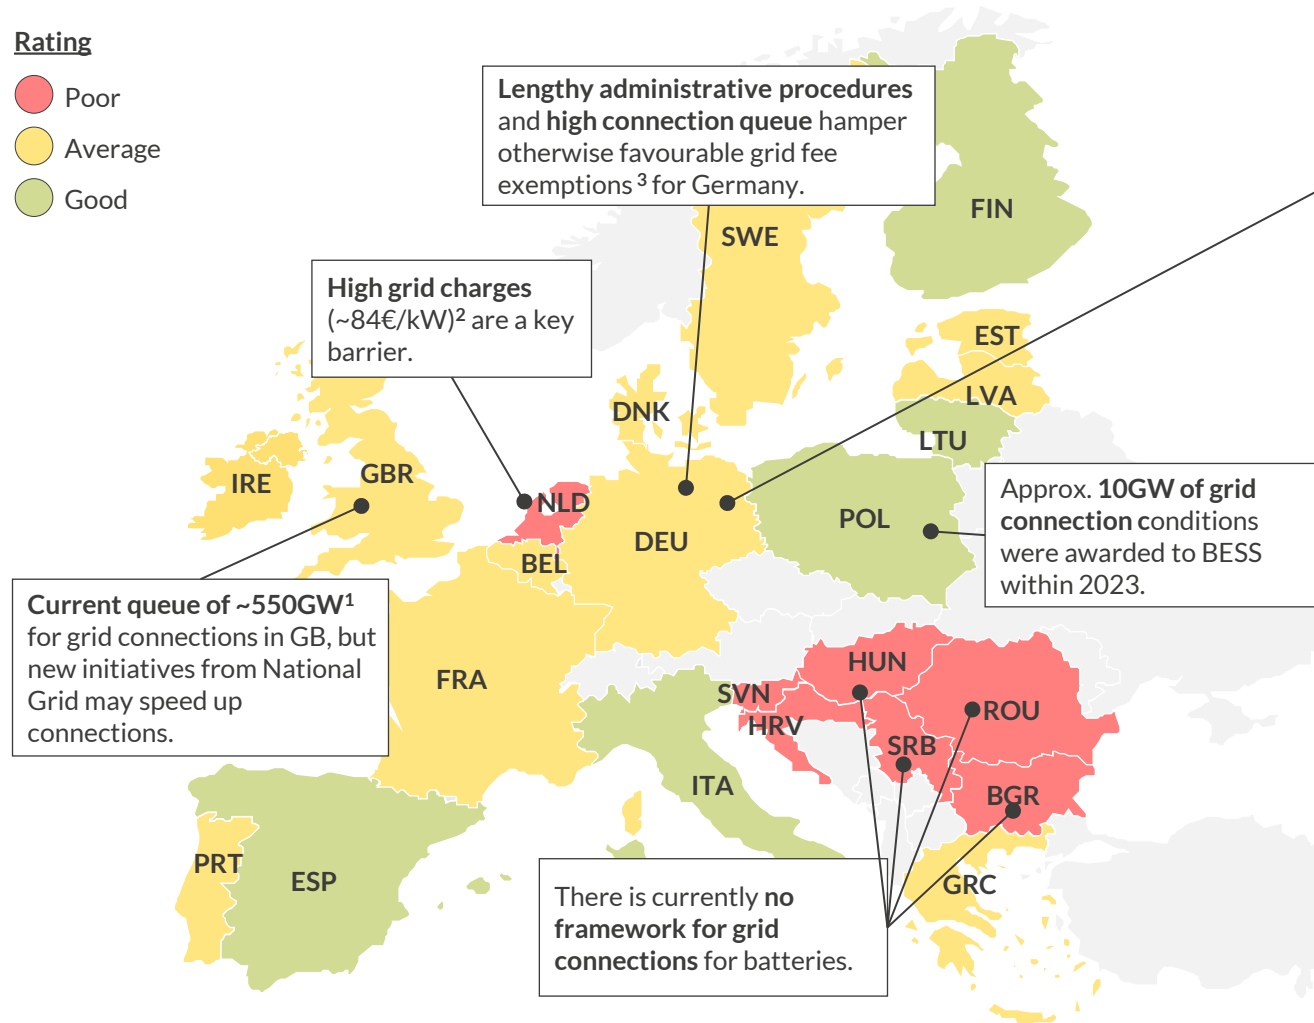 Rating
Poor
Average
Good
Lengthy administrative procedures
and high connection queue hamper
otherwise favourable grid fee
exemptions ³ for Germany.
FIN
SWE
High grid charges
(~84€/kW)² are a key
barrier.
EST
LVA
DNK
LTU
GBR
IRE
NLD
POL
DEU
BEL
Approx. 10GW of grid
connection conditions
were awarded to BESS
within 2023.
Current queue of ~550GW¹
for grid connections in GB, but
new initiatives from National
Grid may speed up
connections.
FRA
HUN
SVN
HRV
ROU
SRB
ITA
BGR
PRT
ESP
GRC
There is currently no
framework for grid
connections for batteries.